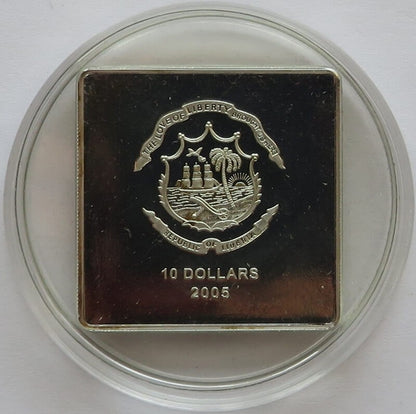 THE LOVE OF LIBERTY BROUGHT US HERE
REPUBLIC OF LIBERIA
10 DOLLARS
2005